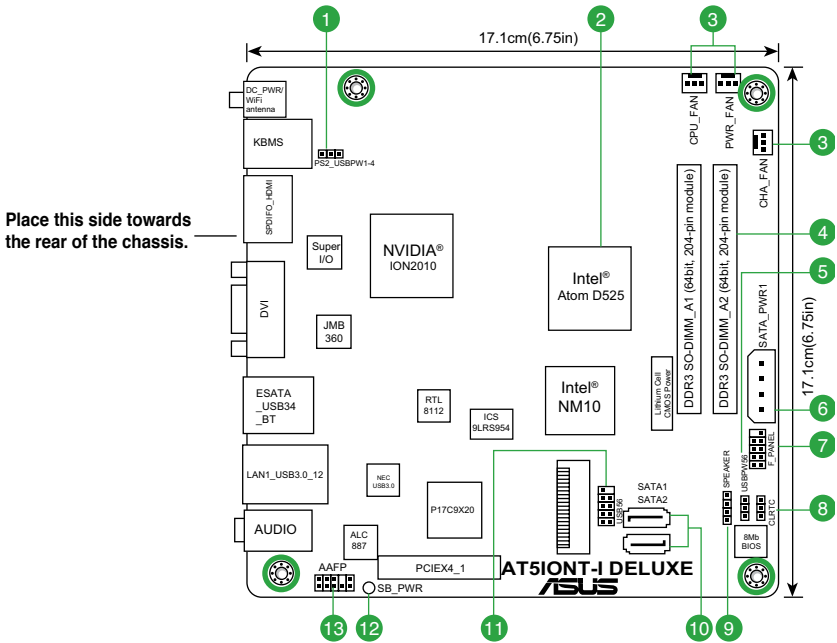 1
2
3
17.1cm(6.75in)
DC_PWR/
WiFi
antenna
CPU_FAN
PWR_FAN
KBMS
PS2_USBPW1-4
3
CHA_FAN
Place this side towards
the rear of the chassis.
SPDIFO_HDMI
Super
I/O
NVIDIA®
ION2010
4
Intel®
Atom D525
DDR3 SO-DIMM_A1 (64bit, 204-pin module)
DDR3 SO-DIMM_A2 (64bit, 204-pin module)
5
SATA_PWR1
17.1cm(6.75in)
DVI
JMB
360
ESATA
_USB34
_BT
RTL
8112
ICS
9LRS954
Intel®
NM10
Lithium Cell
CMOS Power
6
7
F_PANEL
LAN1_USB3.0_12
NEC
USB3.0
11
USB56
SATA1
SATA2
SPEAKER
USBPW56
CLRTC
8
P17C9X20
AUDIO
ALC
887
8Mb
BIOS
AAFP
PCIEX4_1
AT5IONT-I DELUXE
SB_PWR
ASUS
13
12
11
10
9